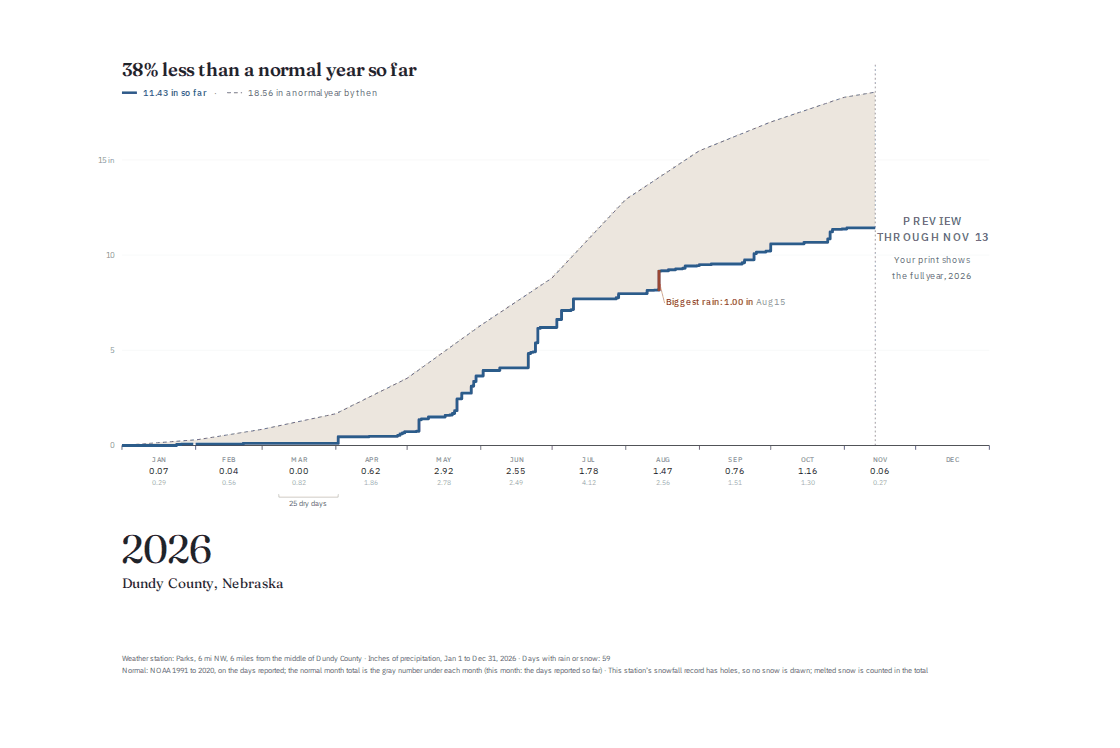 38% less than a normal year so far
11.43 in so far · 18.56 in a normal year by then
15 in
10
5
0
PREVIEW
THROUGH NOV 13
Your print shows
the full year, 2026
Biggest rain: 1.00 in Aug 15
JAN FEB MAR APR MAY JUN JUL AUG SEP OCT NOV DEC
0.07 0.04 0.00 0.62 2.92 2.55 1.78 1.47 0.76 1.16 0.06
0.29 0.56 0.82 1.86 2.78 2.49 4.12 2.56 1.51 1.30 0.27
25 dry days
2026
Dundy County, Nebraska
Weather station: Parks, 6 mi NW, 6 miles from the middle of Dundy County · Inches of precipitation, Jan 1 to Dec 31, 2026 · Days with rain or snow: 59
Normal: NOAA 1991 to 2020, on the days reported; the normal month total is the gray number under each month (this month: the days reported so far) · This station's snowfall record has holes, so no snow is drawn; melted snow is counted in the total